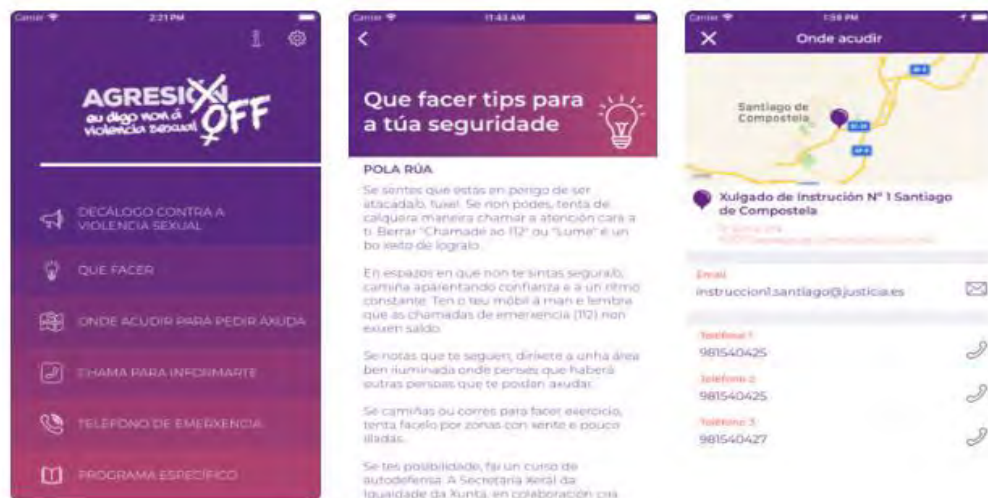 Carrier 2:21 PM
AGRESIÓN
OFF
eu digo non á
violencia sexual
DECÁLOGO CONTRA A
VIOLENCIA SEXUAL
QUE FACER
ONDE ACUDIR PARA PEDIR AXUDA
CHAMA PARA INFORMARTE
TELÉFONO DE EMERXENCIA
PROGRAMA ESPECÍFICO
Carrier 11:43 AM
Que facer tips para
a túa seguridade
POLA RÚA
Se sentes que estás en perigo de ser
atacada/o, fuxe!. Se non podes, tenta de
calquera maneira chamar a atención cara a
ti. Berrar "Chamade ao 112" ou "Lume" é un
bo xeito de logralo.
En espazos en que non te sintas segura/o,
camiña aparentando confianza e a un ritmo
constante. Ten o teu móbil á man e lembra
que as chamadas de emerxencia (112) non
exixen saldo.
Se notas que te seguen, diríxete a unha área
ben iluminada onde penses que haberá
outras persoas que te poidan axudar.
Se camiñas ou corres para facer exercicio,
tenta facelo por zonas con xente e pouco
illadas.
Se tes posibilidade, fai un curso de
autodefensa. A Secretaría Xeral da
Igualdade da Xunta, en colaboración coa
Carrier 1:58 PM
Onde acudir
Santiago de
Compostela
Xulgado de Instrución Nº 1 Santiago
de Compostela
Email
instruccion1.santiago@justicia.es
Teléfono 1
981540425
Teléfono 2
981540425
Teléfono 3
981540427